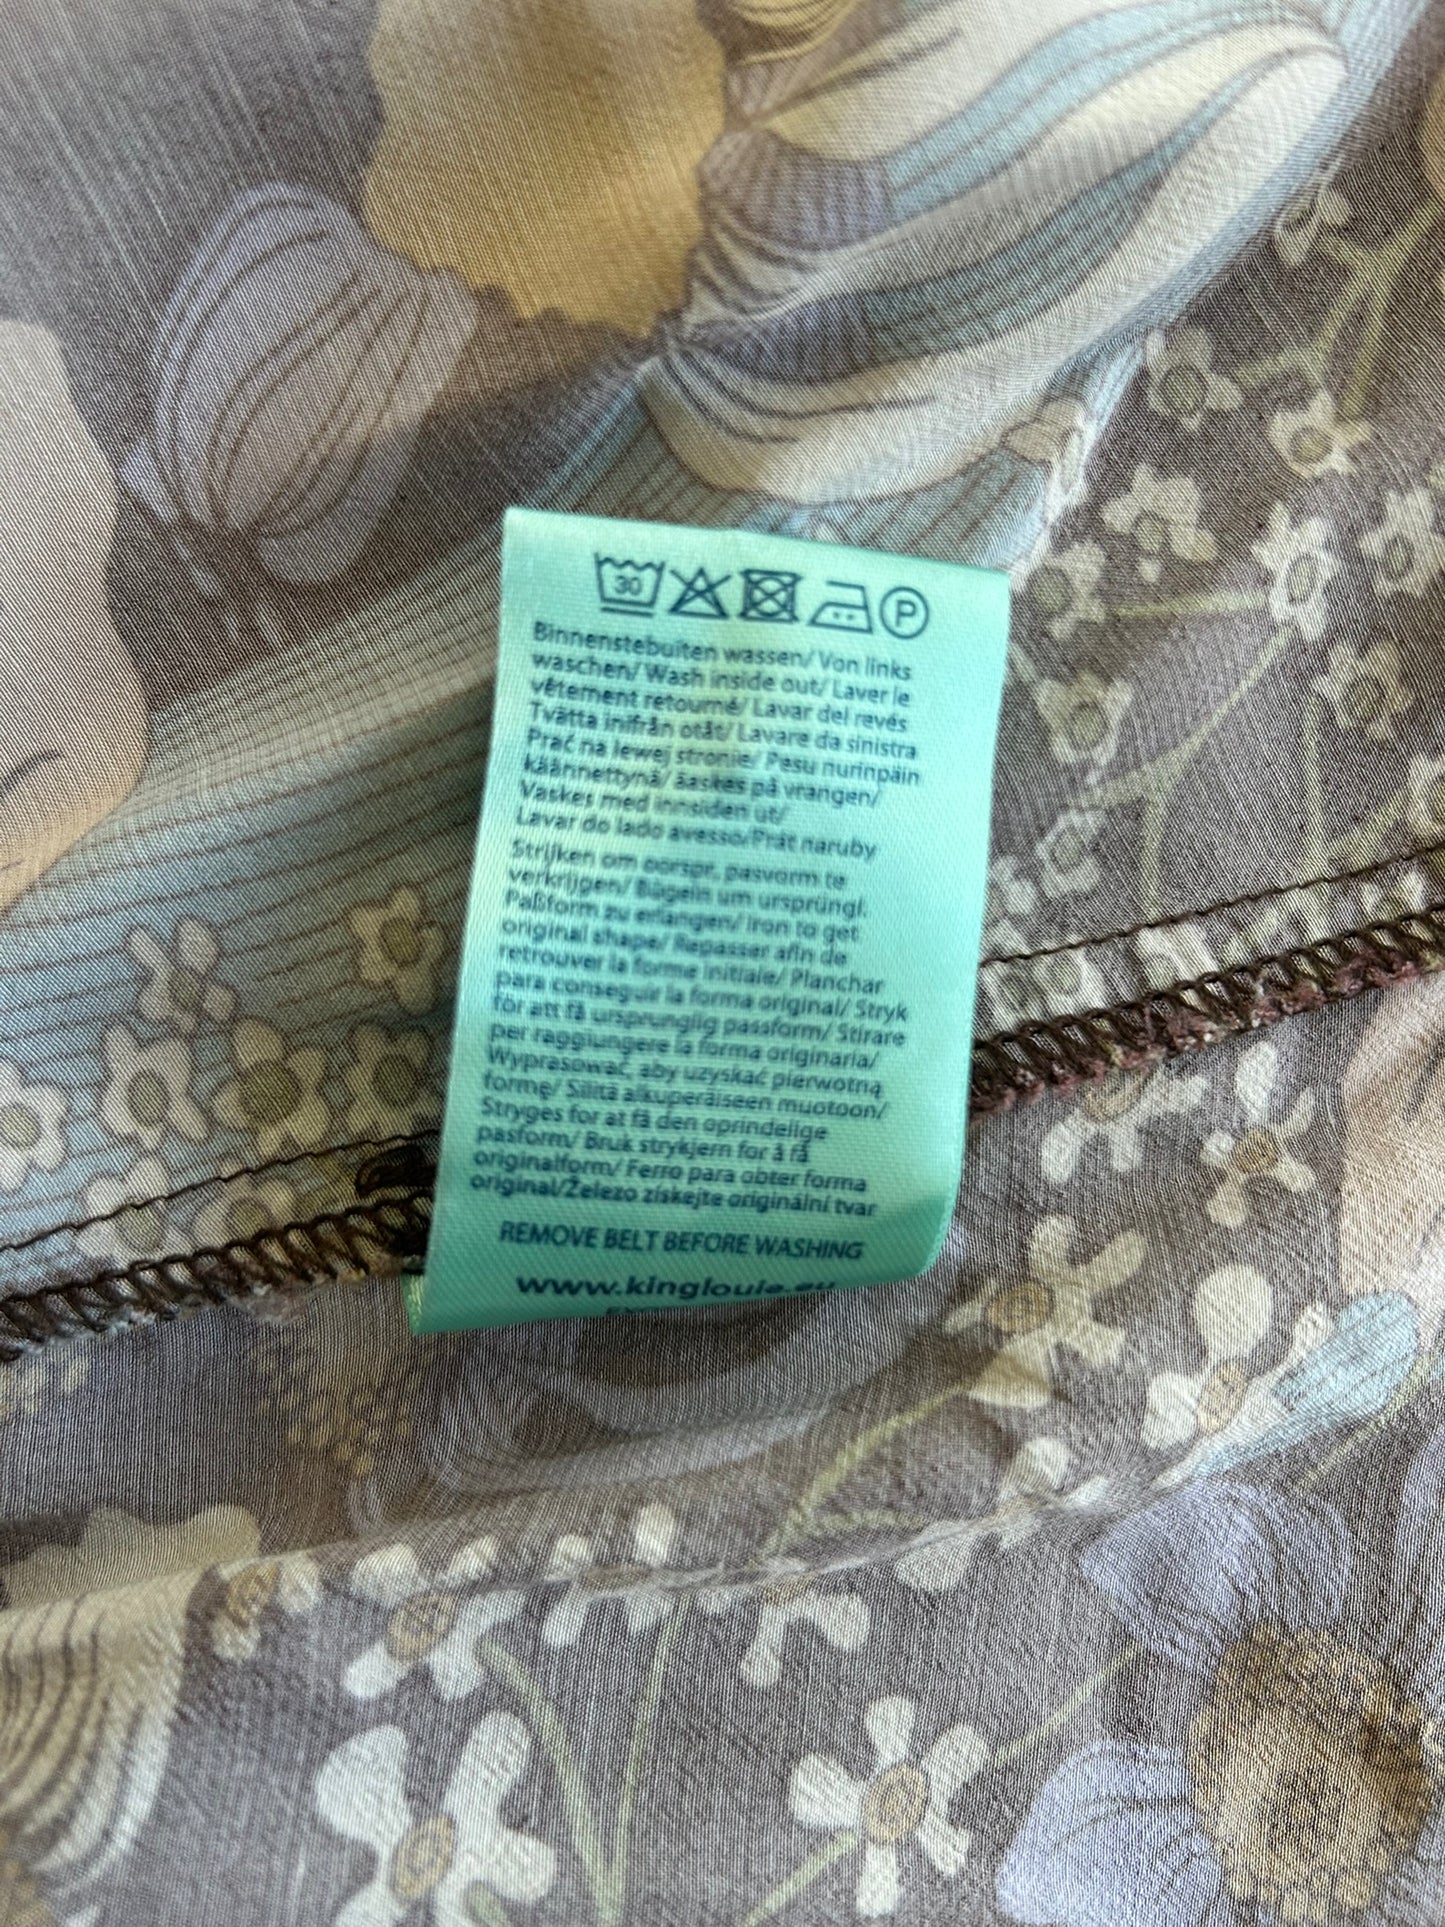 30 P
Binnenstebuiten wassen/ Von links
waschen/ Wash inside out/ Laver le
vêtement retourné/ Lavar del revés
Tvätta inifrån otåt/ Lavare da sinistra
Prać na lewej stronie/ Pesu nurinpäin
käännettynä/ äaskes på vrangen/
Vaskes med innsiden ut/
Lavar do lado avesso/Prát naruby
Strijken om oorspr, pasvorm te
verkrijgen/ Bügeln um ursprüngl.
Paßform zu erlangen/ Iron to get
original shape/ Repasser afin de
retrouver la forme initiale/ Planchar
para conseguir la forma original/ Stryk
för att få ursprunglig passform/ Stirare
per raggiungere la forma originaria/
Wyprasować, aby uzyskać pierwotną
formę/ Silitä alkuperäiseen muotoon/
Stryges for at få den oprindelige
pasform/ Bruk strykjern for å få
originalform/ Ferro para obter forma
original/Železo získejte originální tvar
REMOVE BELT BEFORE WASHING
www.kinglouie.eu